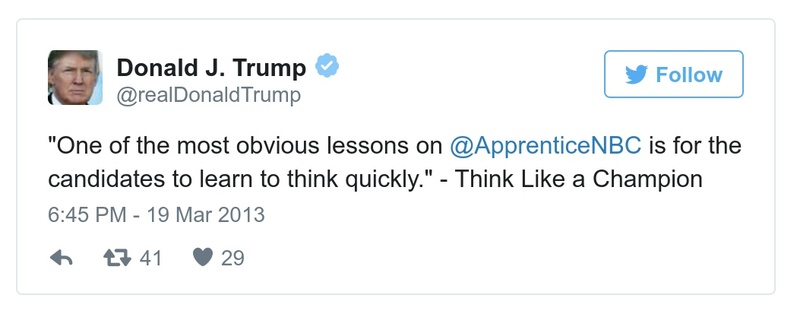 Donald J. Trump
@realDonaldTrump
Follow
"One of the most obvious lessons on @ApprenticeNBC is for the
candidates to learn to think quickly." - Think Like a Champion
6:45 PM - 19 Mar 2013
41 29